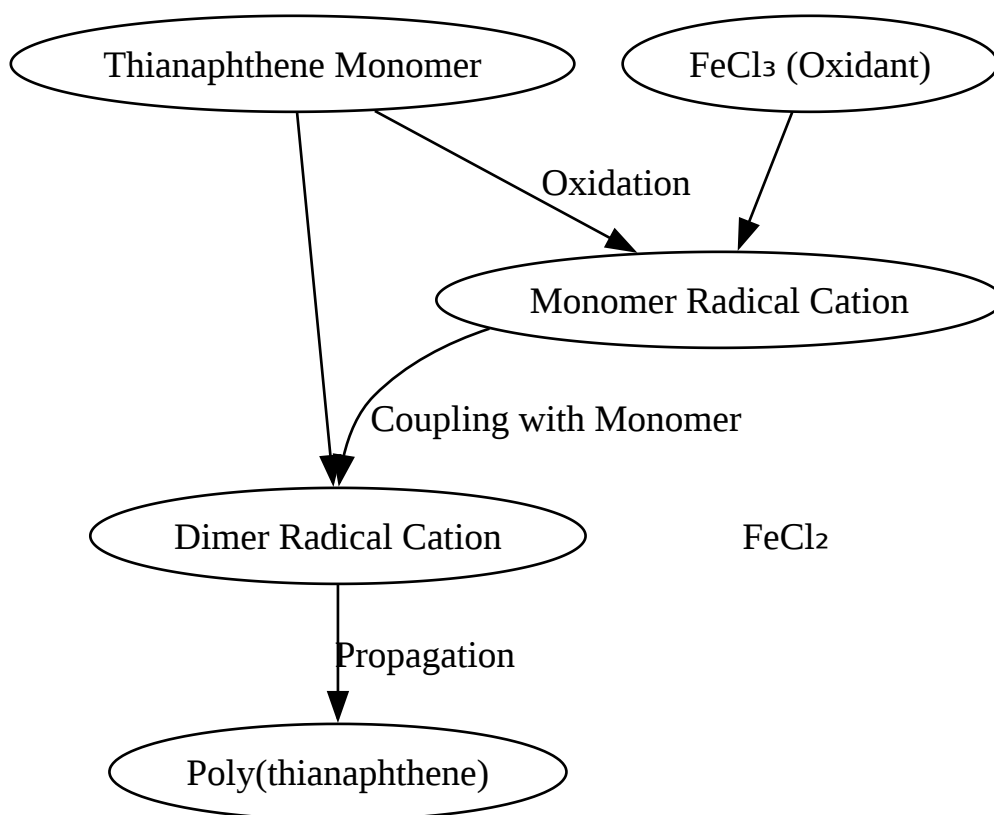 Thianaphthene Monomer
FeCl₃ (Oxidant)
Oxidation
Monomer Radical Cation
Coupling with Monomer
Dimer Radical Cation
FeCl₂
Propagation
Poly(thianaphthene)